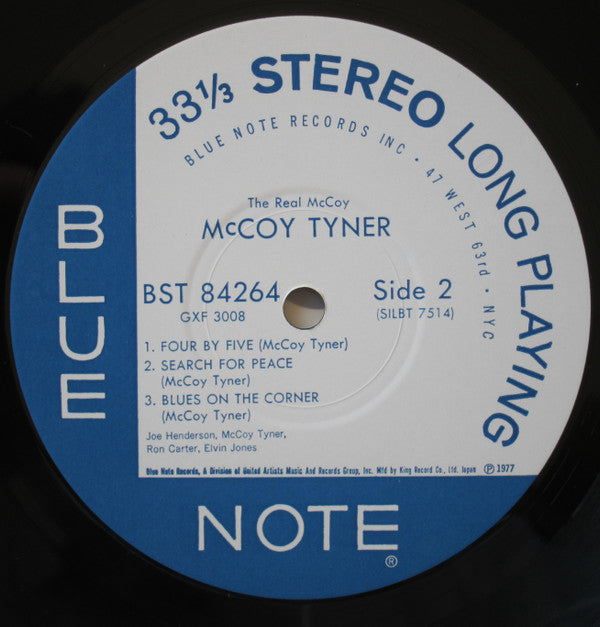 33⅓ STEREO LONG PLAYING
BLUE NOTE RECORDS INC • 47 WEST 63rd • NYC
The Real McCoy
McCOY TYNER
BST 84264
Side 2
GXF 3008
(SILBT 7514)
1. FOUR BY FIVE (McCoy Tyner)
2. SEARCH FOR PEACE
(McCoy Tyner)
3. BLUES ON THE CORNER
(McCoy Tyner)
Joe Henderson, McCoy Tyner,
Ron Carter, Elvin Jones
Blue Note Records, A Division of United Artists Music And Records Group, Inc. Mfd by King Record Co., Ltd. Japan ℗ 1977
BLUE
NOTE®